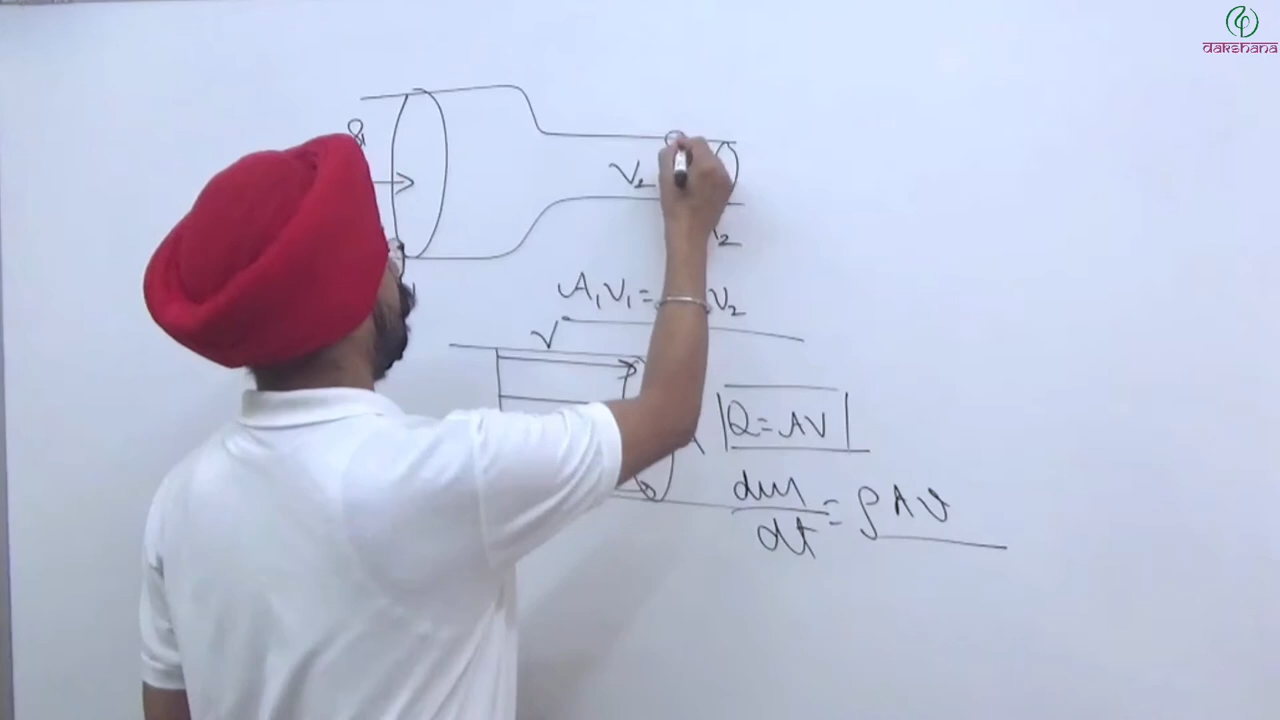 dakshana
V₂
A₁V₁= V₂
V
Q=AV
dm/dt = ρAv